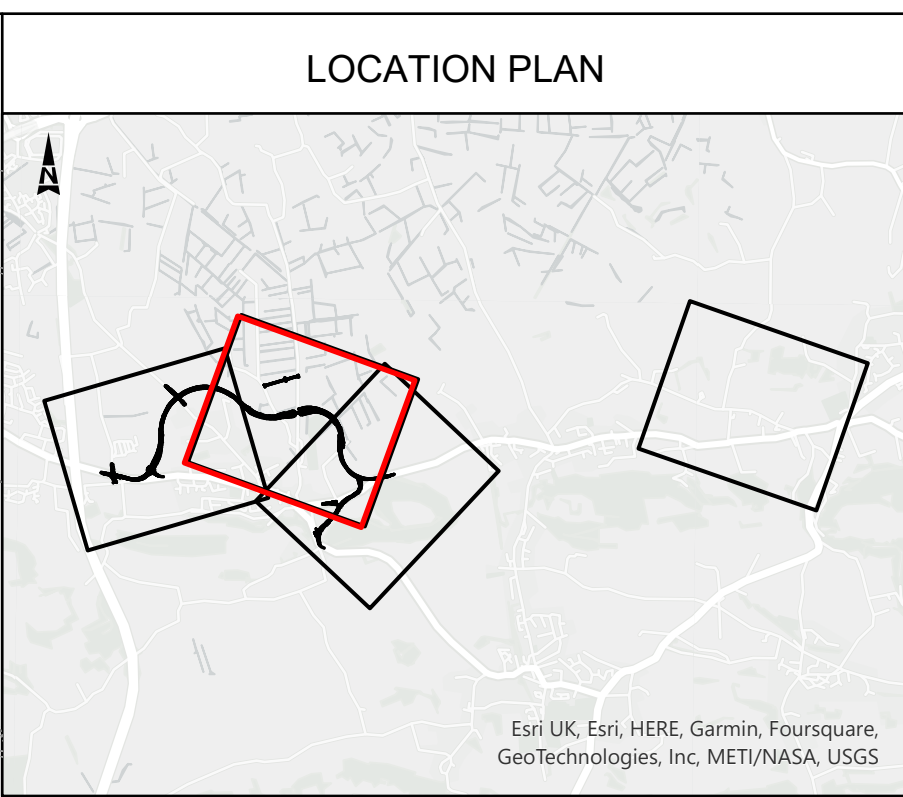 LOCATION PLAN
N
Esri UK, Esri, HERE, Garmin, Foursquare,
GeoTechnologies, Inc, METI/NASA, USGS